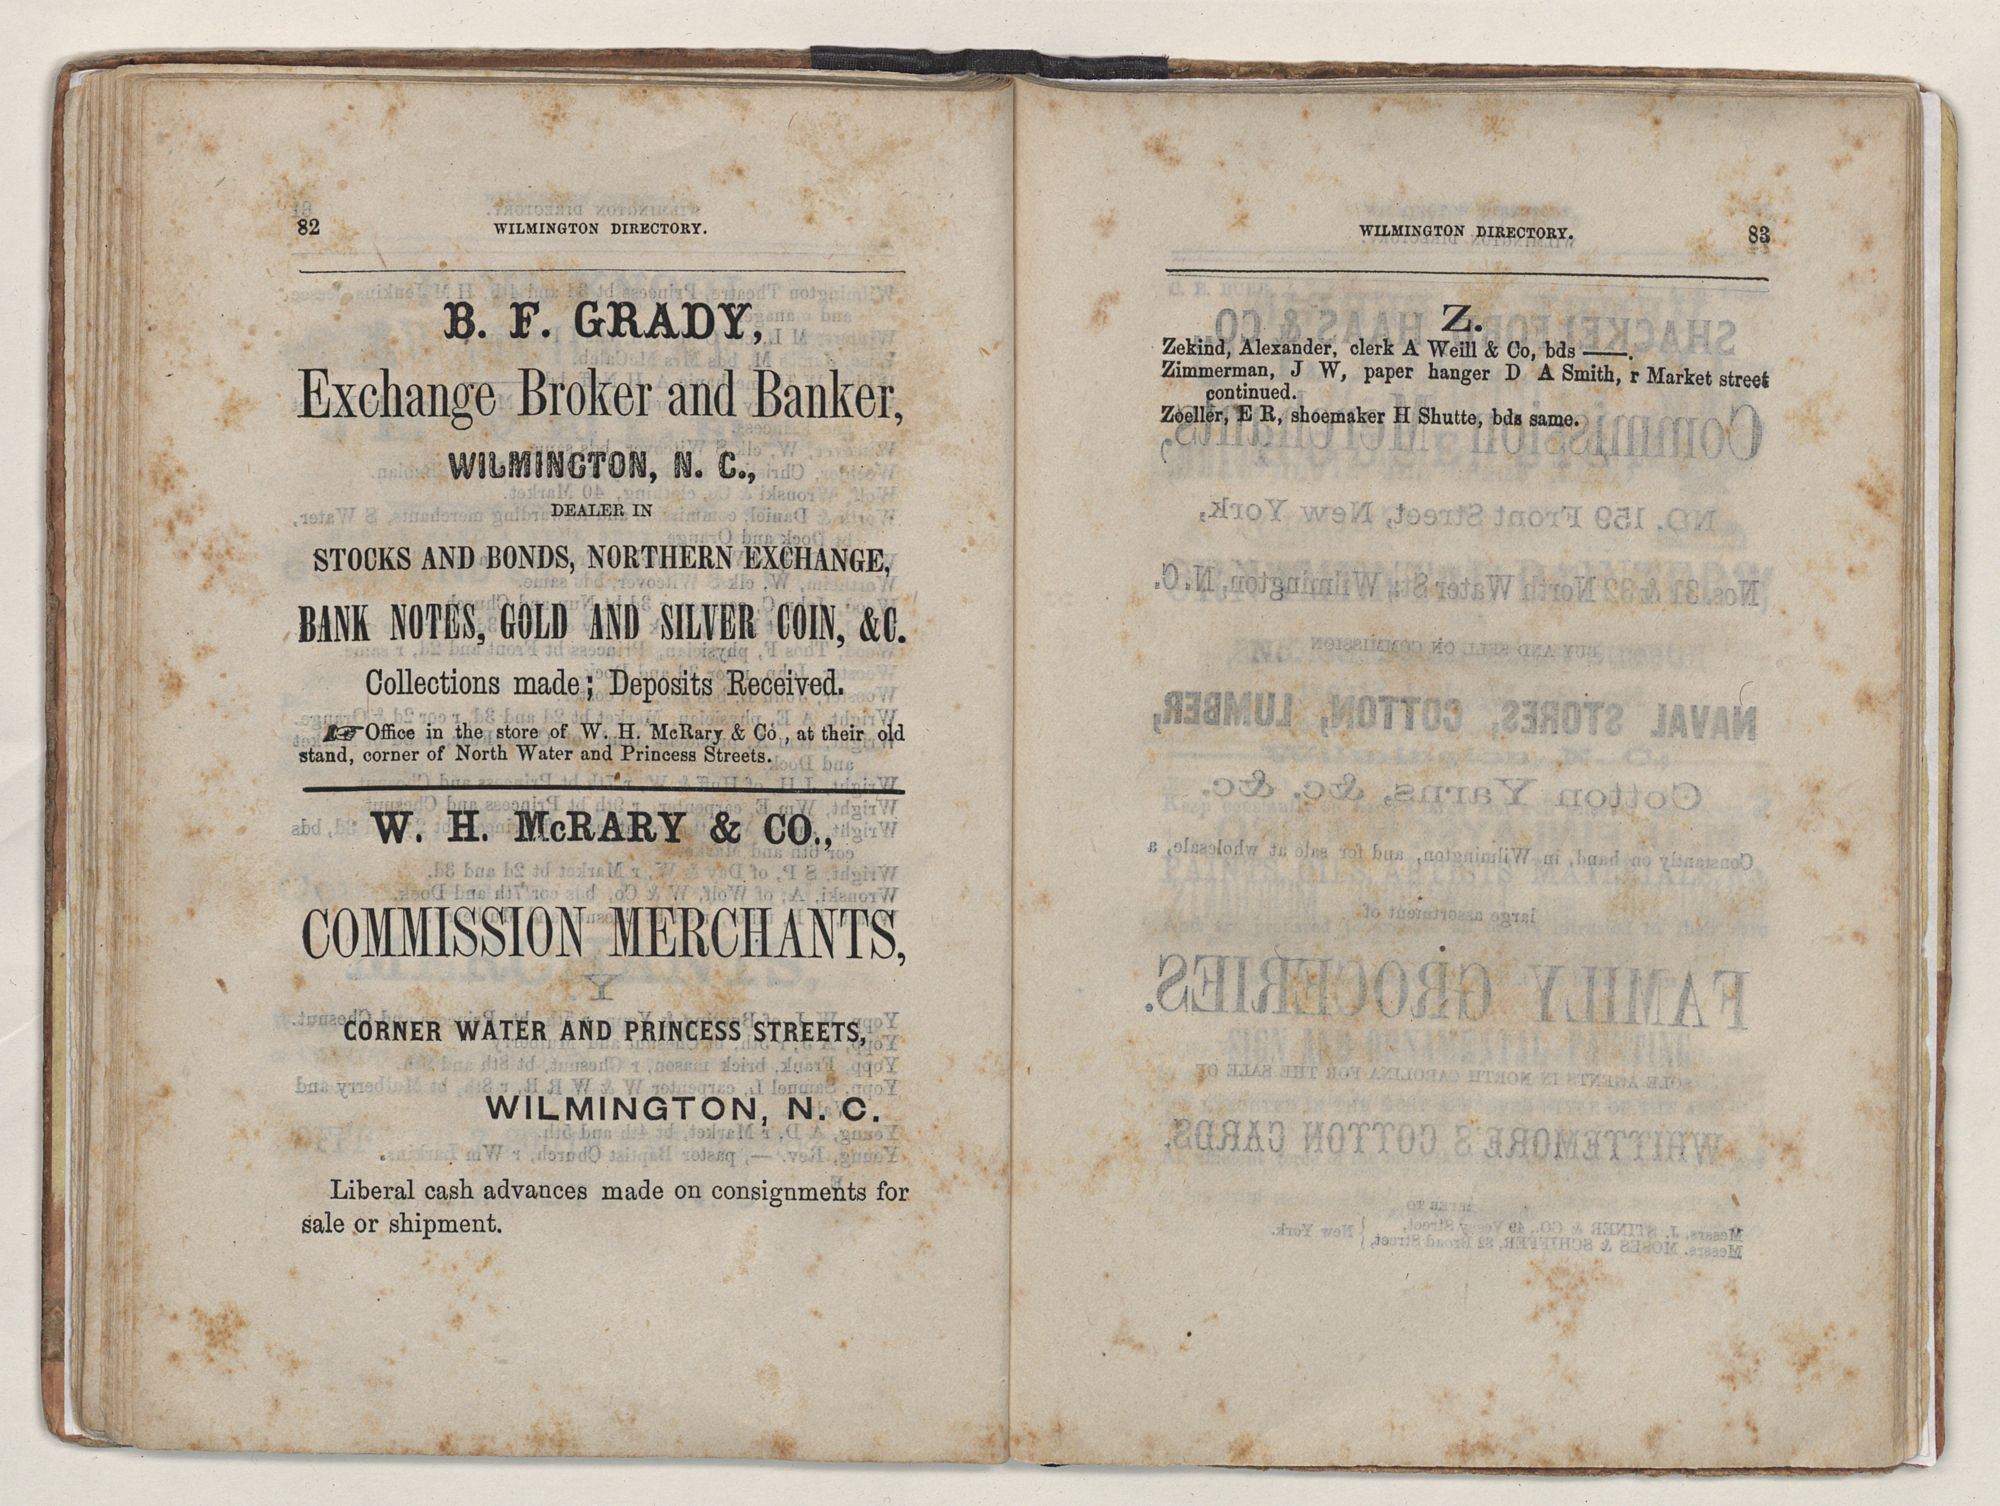 82
WILMINGTON DIRECTORY.
B. F. GRADY,
Exchange Broker and Banker,
WILMINGTON, N. C.,
DEALER IN
STOCKS AND BONDS, NORTHERN EXCHANGE,
BANK NOTES, GOLD AND SILVER COIN, &C.
Collections made; Deposits Received.
☞Office in the store of W. H. McRary & Co., at their old
stand, corner of North Water and Princess Streets.
W. H. McRARY & CO.,
COMMISSION MERCHANTS,
CORNER WATER AND PRINCESS STREETS,
WILMINGTON, N. C.
Liberal cash advances made on consignments for
sale or shipment.
WILMINGTON DIRECTORY.
83
Z.
Zekind, Alexander, clerk A Weill & Co, bds ——.
Zimmerman, J W, paper hanger D A Smith, r Market street
continued.
Zoeller, E R, shoemaker H Shutte, bds same.